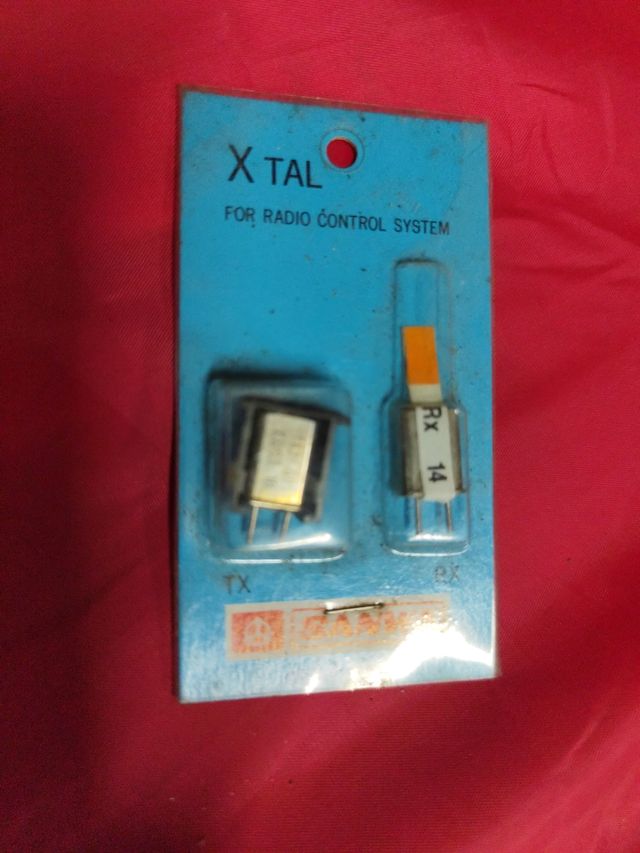 X TAL
FOR RADIO CONTROL SYSTEM
Rx 14
TX
RX